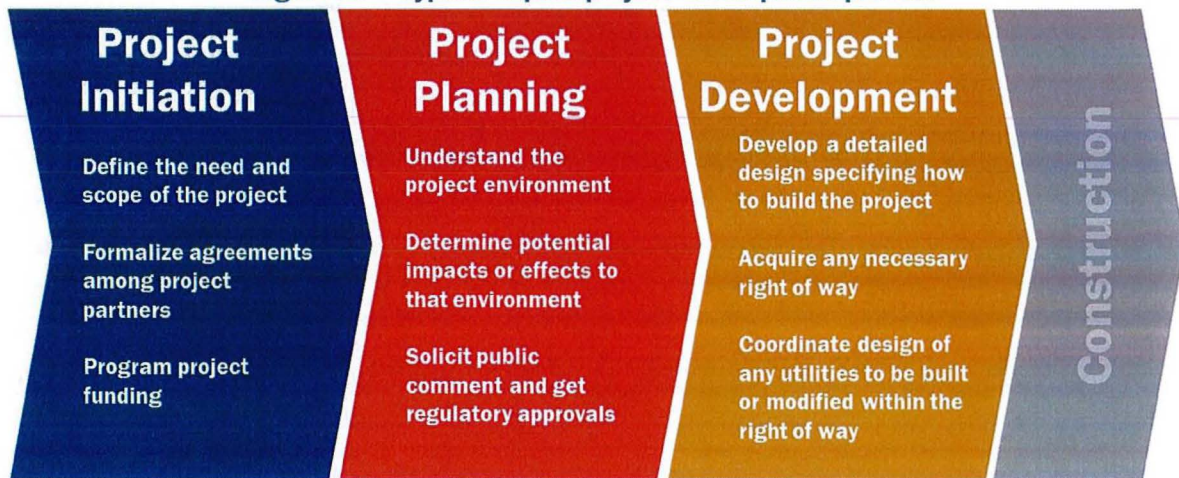 Project
Initiation
Define the need and
scope of the project
Formalize agreements
among project
partners
Program project
funding
Project
Planning
Understand the
project environment
Determine potential
impacts or effects to
that environment
Solicit public
comment and get
regulatory approvals
Project
Development
Develop a detailed
design specifying how
to build the project
Acquire any necessary
right of way
Coordinate design of
any utilities to be built
or modified within the
right of way
Construction